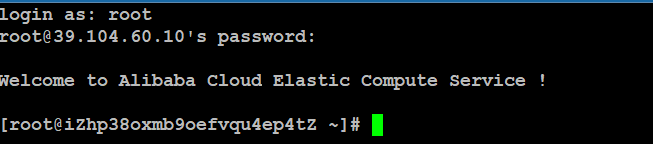 login as: root
root@39.104.60.10's password:
Welcome to Alibaba Cloud Elastic Compute Service !
[root@iZhp38oxmb9oefvqu4ep4tZ ~]#